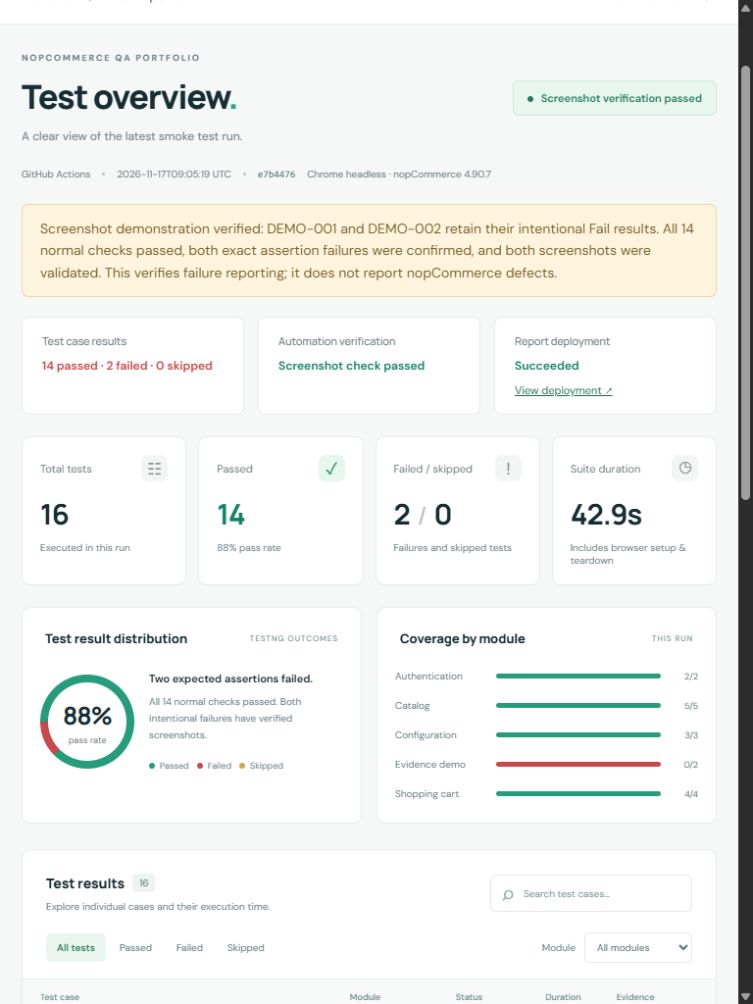 NOPCOMMERCE QA PORTFOLIO
Test overview.
Screenshot verification passed
A clear view of the latest smoke test run.
GitHub Actions • 2026-11-17T09:05:19 UTC • e7b4476 Chrome headless · nopCommerce 4.90.7
Screenshot demonstration verified: DEMO-001 and DEMO-002 retain their intentional Fail results. All 14
normal checks passed, both exact assertion failures were confirmed, and both screenshots were
validated. This verifies failure reporting; it does not report nopCommerce defects.
Test case results
14 passed · 2 failed · 0 skipped
Automation verification
Screenshot check passed
Report deployment
Succeeded
View deployment ↗
Total tests
16
Executed in this run
Passed
✓
14
88% pass rate
Failed / skipped
!
2 / 0
Failures and skipped tests
Suite duration
42.9s
Includes browser setup &
teardown
Test result distribution
TESTNG OUTCOMES
88%
pass rate
Two expected assertions failed.
All 14 normal checks passed. Both
intentional failures have verified
screenshots.
Passed Failed Skipped
Coverage by module
THIS RUN
Authentication 2/2
Catalog 5/5
Configuration 3/3
Evidence demo 0/2
Shopping cart 4/4
Test results 16
Explore individual cases and their execution time.
Search test cases...
All tests Passed Failed Skipped
Module All modules
Test case Module Status Duration Evidence